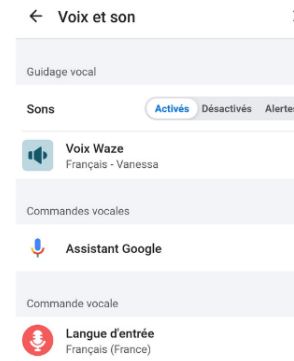 Voix et son
Guidage vocal
Sons Activés Désactivés Alertes
Voix Waze
Français - Vanessa
Commandes vocales
Assistant Google
Commande vocale
Langue d'entrée
Français (France)